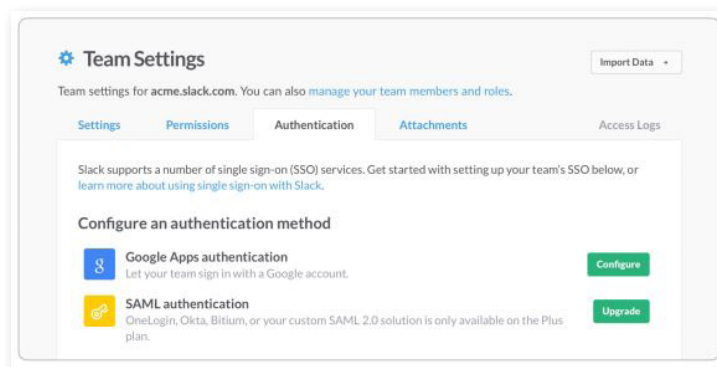 Team Settings
Import Data
Team settings for acme.slack.com. You can also manage your team members and roles.
Settings
Permissions
Authentication
Attachments
Access Logs
Slack supports a number of single sign-on (SSO) services. Get started with setting up your team's SSO below, or
learn more about using single sign-on with Slack.
Configure an authentication method
Google Apps authentication
Let your team sign in with a Google account.
Configure
SAML authentication
OneLogin, Okta, Bitium, or your custom SAML 2.0 solution is only available on the Plus
plan.
Upgrade